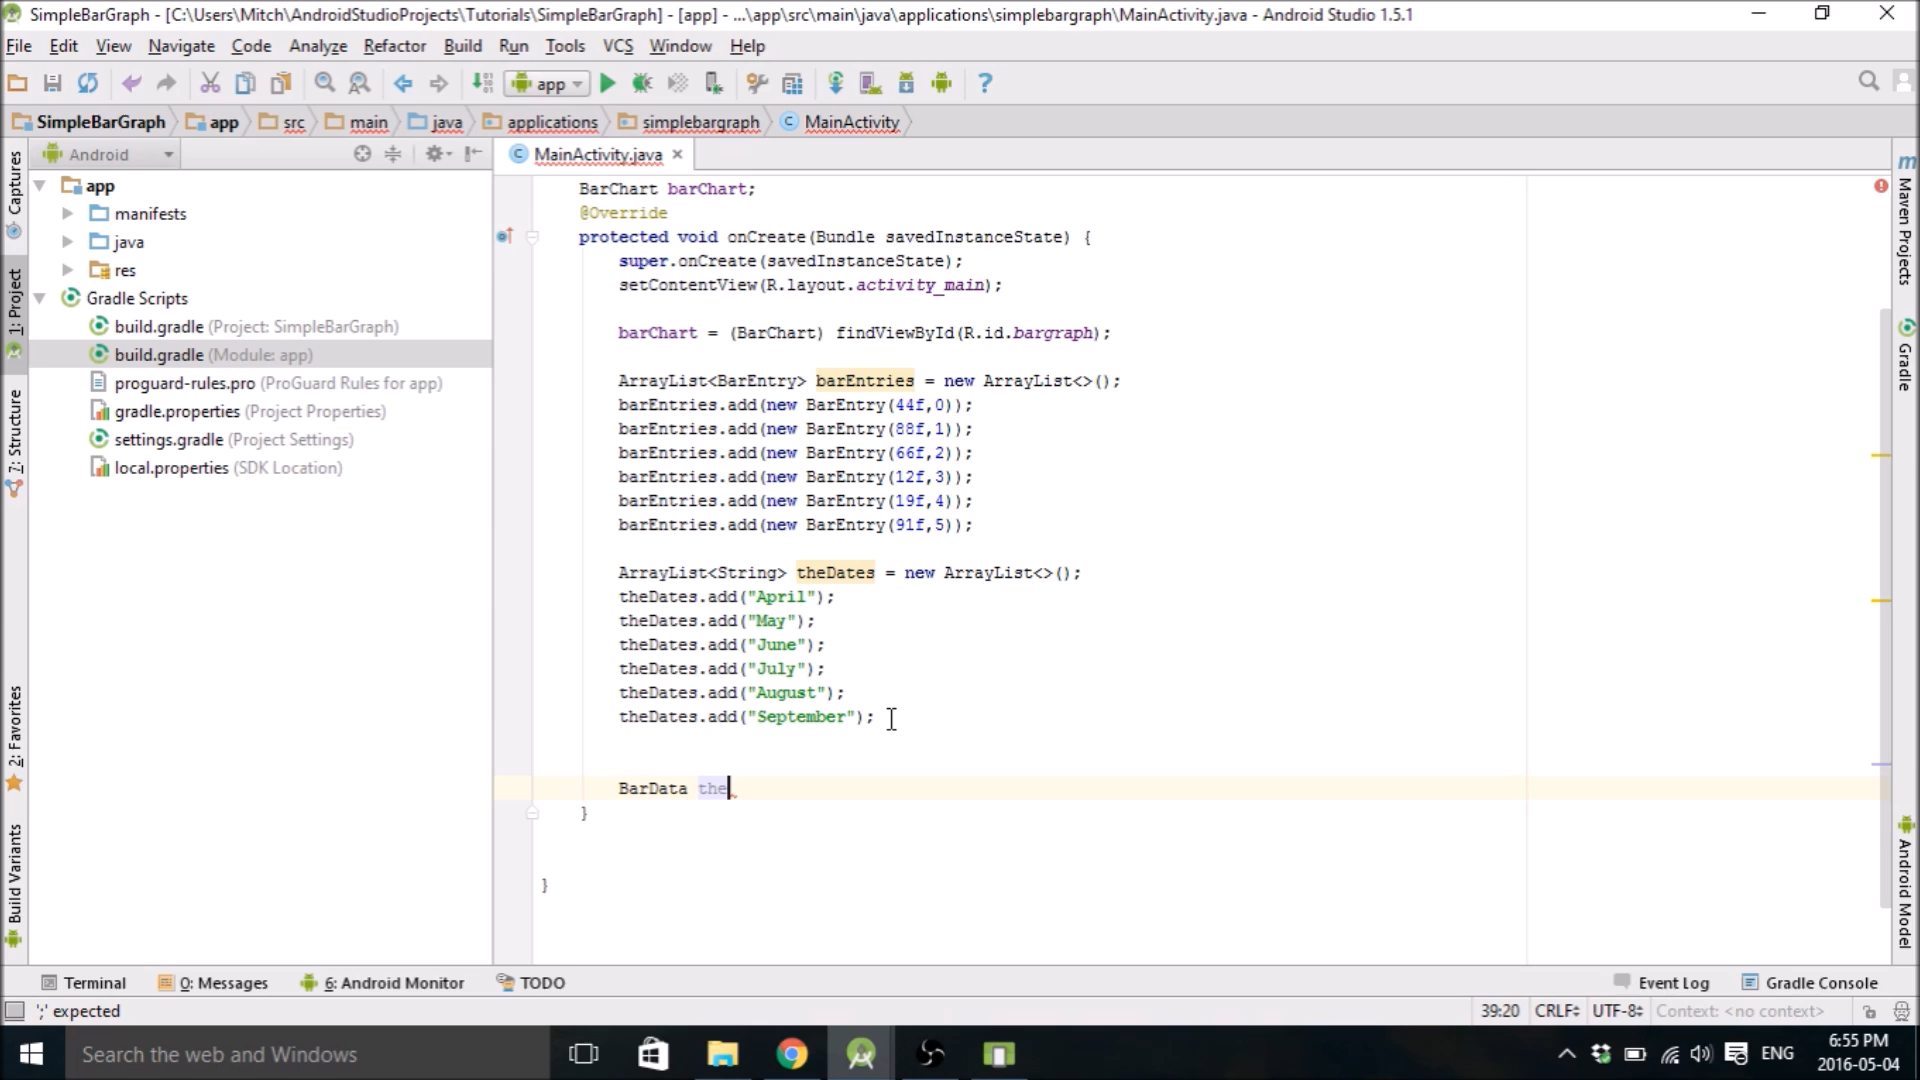 SimpleBarGraph - [C:\Users\Mitch\AndroidStudioProjects\Tutorials\SimpleBarGraph] - [app] - ...\app\src\main\java\applications\simplebargraph\MainActivity.java - Android Studio 1.5.1
File Edit View Navigate Code Analyze Refactor Build Run Tools VCS Window Help
app
SimpleBarGraph app src main java applications simplebargraph MainActivity
Android
MainActivity.java
app
manifests
java
res
Gradle Scripts
build.gradle (Project: SimpleBarGraph)
build.gradle (Module: app)
proguard-rules.pro (ProGuard Rules for app)
gradle.properties (Project Properties)
settings.gradle (Project Settings)
local.properties (SDK Location)
Captures
1: Project
7: Structure
2: Favorites
Build Variants
BarChart barChart;
@Override
protected void onCreate(Bundle savedInstanceState) {
super.onCreate(savedInstanceState);
setContentView(R.layout.activity_main);
barChart = (BarChart) findViewById(R.id.bargraph);
ArrayList<BarEntry> barEntries = new ArrayList<>();
barEntries.add(new BarEntry(44f,0));
barEntries.add(new BarEntry(88f,1));
barEntries.add(new BarEntry(66f,2));
barEntries.add(new BarEntry(12f,3));
barEntries.add(new BarEntry(19f,4));
barEntries.add(new BarEntry(91f,5));
ArrayList<String> theDates = new ArrayList<>();
theDates.add("April");
theDates.add("May");
theDates.add("June");
theDates.add("July");
theDates.add("August");
theDates.add("September");
BarData the
}
}
m Maven Projects
Gradle
Android Model
Terminal 0: Messages 6: Android Monitor TODO Event Log Gradle Console
';' expected 39:20 CRLF UTF-8 Context: <no context>
Search the web and Windows
ENG
6:55 PM
2016-05-04